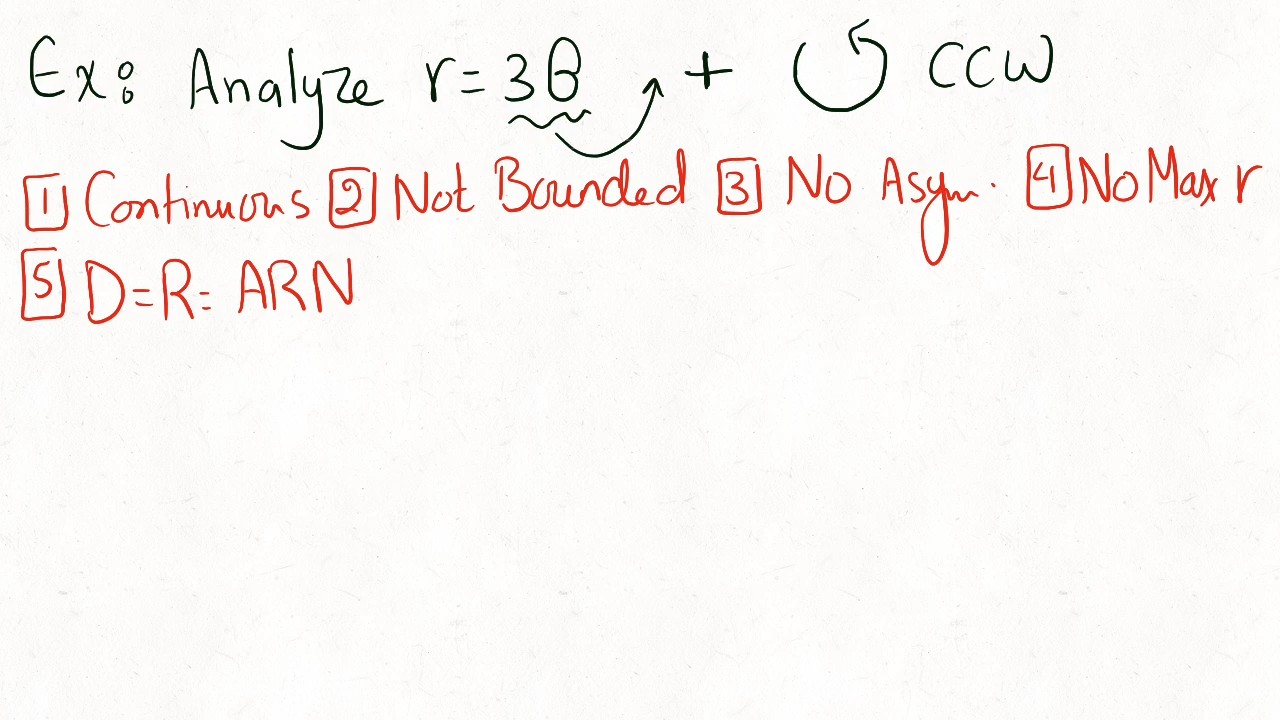 Ex: Analyze r = 3θ + CCW
1 Continuous 2 Not Bounded 3 No Asym. 4 No Max r
5 D=R= ARN